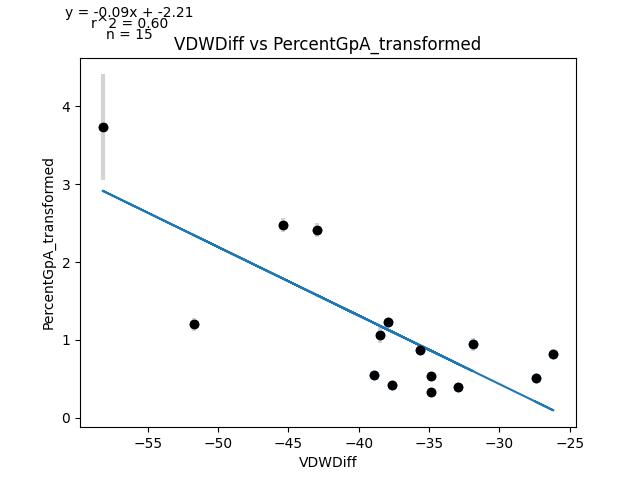 y = -0.09x + -2.21
r^2 = 0.60
n = 15
VDWDiff vs PercentGpA_transformed
PercentGpA_transformed
4
3
2
1
0
−55 −50 −45 −40 −35 −30 −25
VDWDiff